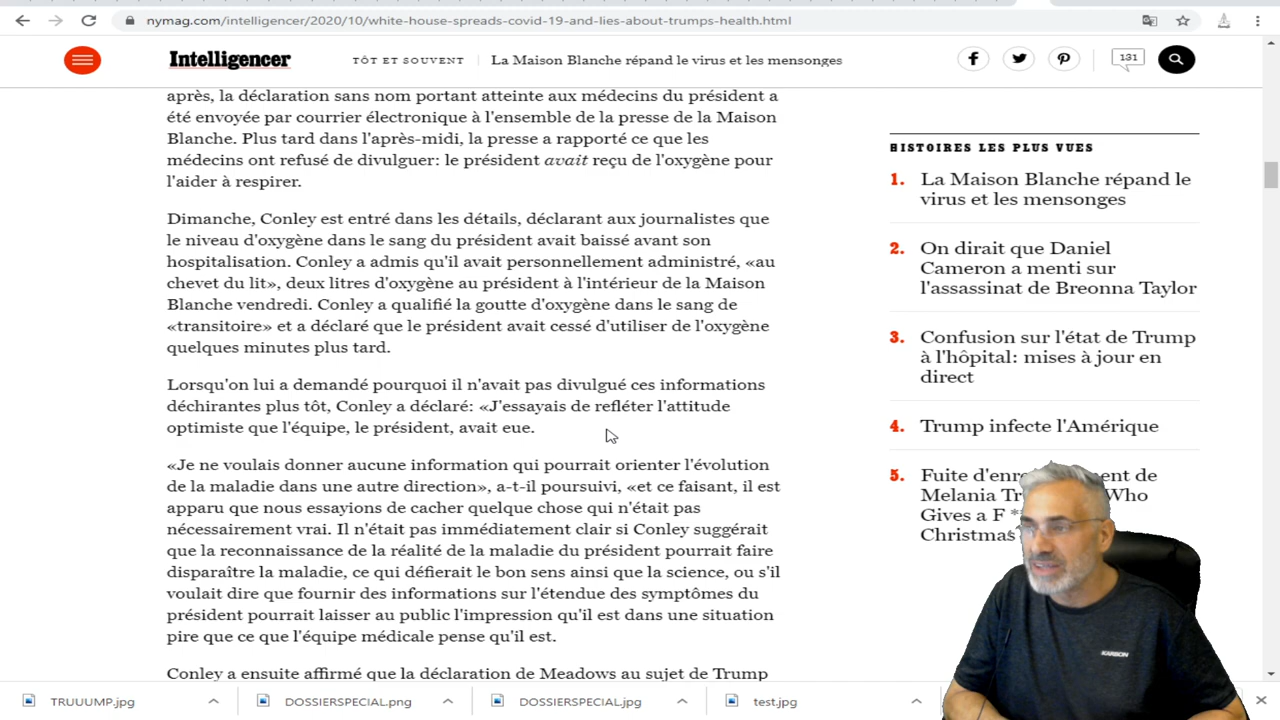 nymag.com/intelligencer/2020/10/white-house-spreads-covid-19-and-lies-about-trumps-health.html
Intelligencer
TÔT ET SOUVENT
La Maison Blanche répand le virus et les mensonges
131
après, la déclaration sans nom portant atteinte aux médecins du président a
été envoyée par courrier électronique à l'ensemble de la presse de la Maison
Blanche. Plus tard dans l'après-midi, la presse a rapporté ce que les
médecins ont refusé de divulguer: le président avait reçu de l'oxygène pour
l'aider à respirer.
Dimanche, Conley est entré dans les détails, déclarant aux journalistes que
le niveau d'oxygène dans le sang du président avait baissé avant son
hospitalisation. Conley a admis qu'il avait personnellement administré, «au
chevet du lit», deux litres d'oxygène au président à l'intérieur de la Maison
Blanche vendredi. Conley a qualifié la goutte d'oxygène dans le sang de
«transitoire» et a déclaré que le président avait cessé d'utiliser de l'oxygène
quelques minutes plus tard.
Lorsqu'on lui a demandé pourquoi il n'avait pas divulgué ces informations
déchirantes plus tôt, Conley a déclaré: «J'essayais de refléter l'attitude
optimiste que l'équipe, le président, avait eue.
«Je ne voulais donner aucune information qui pourrait orienter l'évolution
de la maladie dans une autre direction», a-t-il poursuivi, «et ce faisant, il est
apparu que nous essayions de cacher quelque chose qui n'était pas
nécessairement vrai. Il n'était pas immédiatement clair si Conley suggérait
que la reconnaissance de la réalité de la maladie du président pourrait faire
disparaître la maladie, ce qui défierait le bon sens ainsi que la science, ou s'il
voulait dire que fournir des informations sur l'étendue des symptômes du
président pourrait laisser au public l'impression qu'il est dans une situation
pire que ce que l'équipe médicale pense qu'il est.
Conley a ensuite affirmé que la déclaration de Meadows au sujet de Trump
HISTOIRES LES PLUS VUES
1. La Maison Blanche répand le
virus et les mensonges
2. On dirait que Daniel
Cameron a menti sur
l'assassinat de Breonna Taylor
3. Confusion sur l'état de Trump
à l'hôpital: mises à jour en
direct
4. Trump infecte l'Amérique
5. Fuite d'enr ment de
Melania Tr Who
Gives a F **
Christmas
KARBON
TRUUUMP.jpg
DOSSIERSPECIAL.png
DOSSIERSPECIAL.jpg
test.jpg